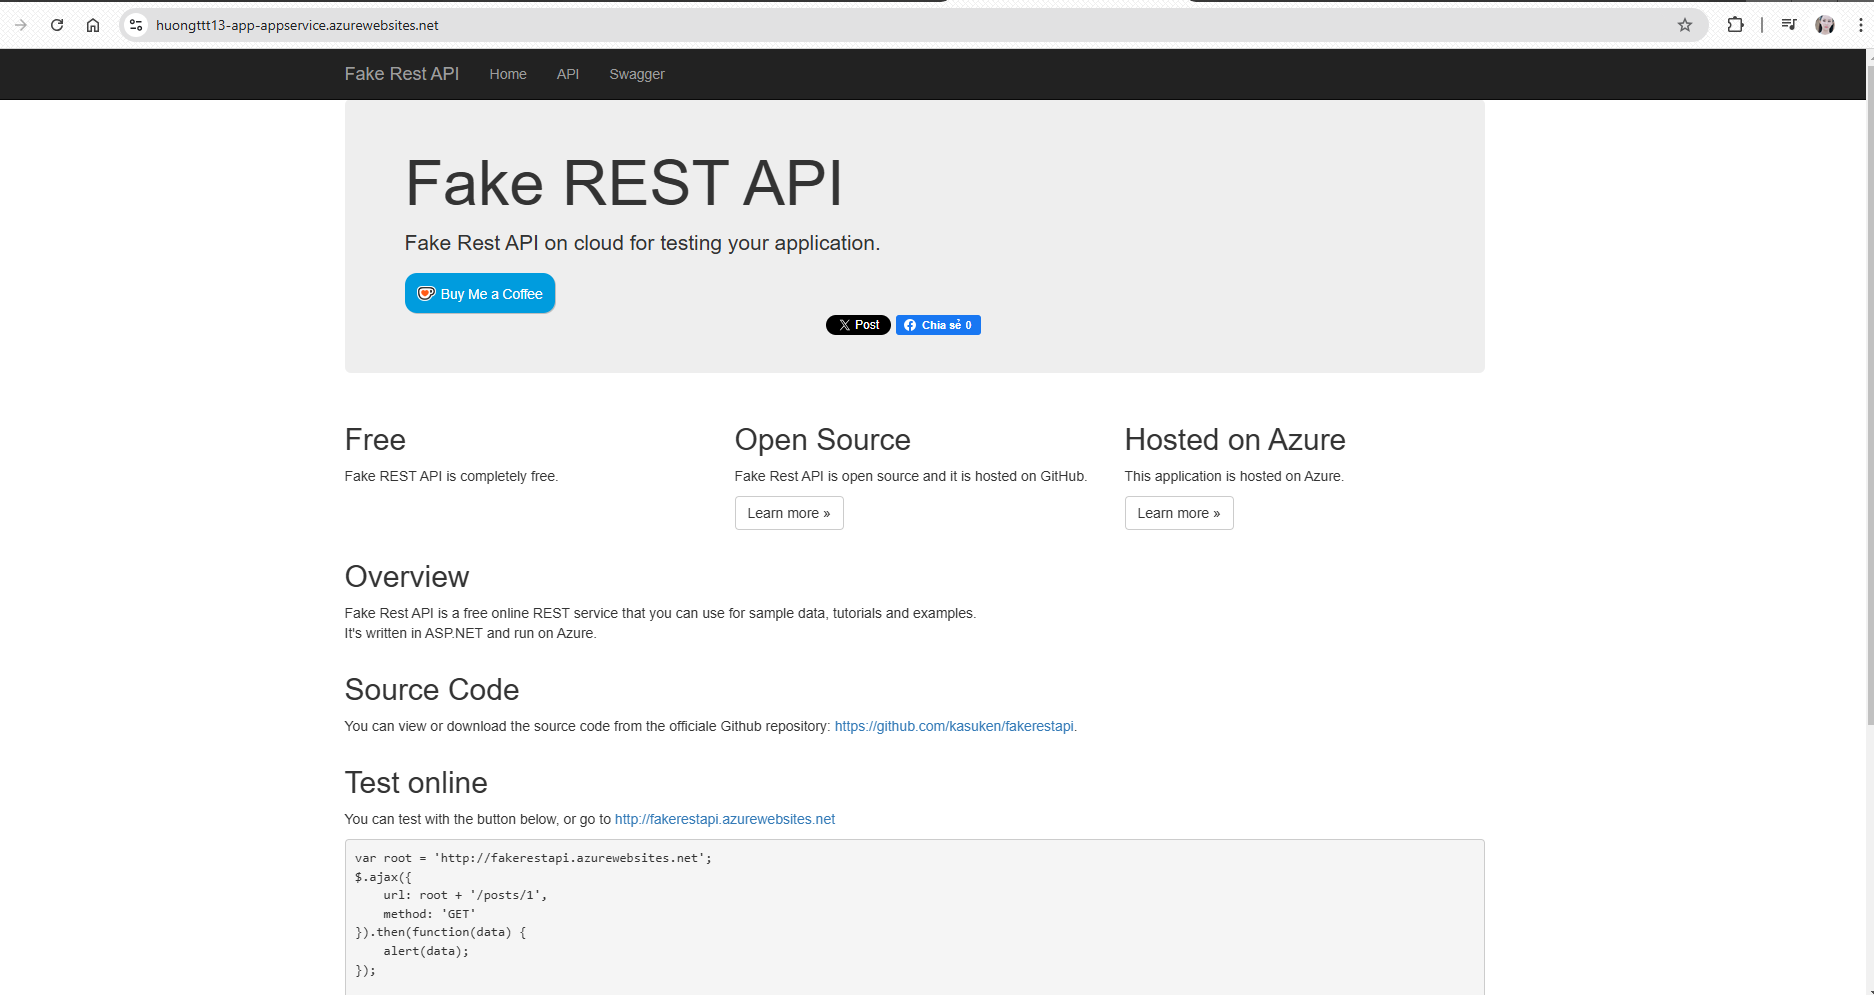 huongttt13-app-appservice.azurewebsites.net
Fake Rest API Home API Swagger
Fake REST API
Fake Rest API on cloud for testing your application.
Buy Me a Coffee
Post Chia sẻ 0
Free
Fake REST API is completely free.
Open Source
Fake Rest API is open source and it is hosted on GitHub.
Learn more »
Hosted on Azure
This application is hosted on Azure.
Learn more »
Overview
Fake Rest API is a free online REST service that you can use for sample data, tutorials and examples.
It's written in ASP.NET and run on Azure.
Source Code
You can view or download the source code from the officiale Github repository: https://github.com/kasuken/fakerestapi.
Test online
You can test with the button below, or go to http://fakerestapi.azurewebsites.net
var root = 'http://fakerestapi.azurewebsites.net';
$.ajax({
    url: root + '/posts/1',
    method: 'GET'
}).then(function(data) {
    alert(data);
});